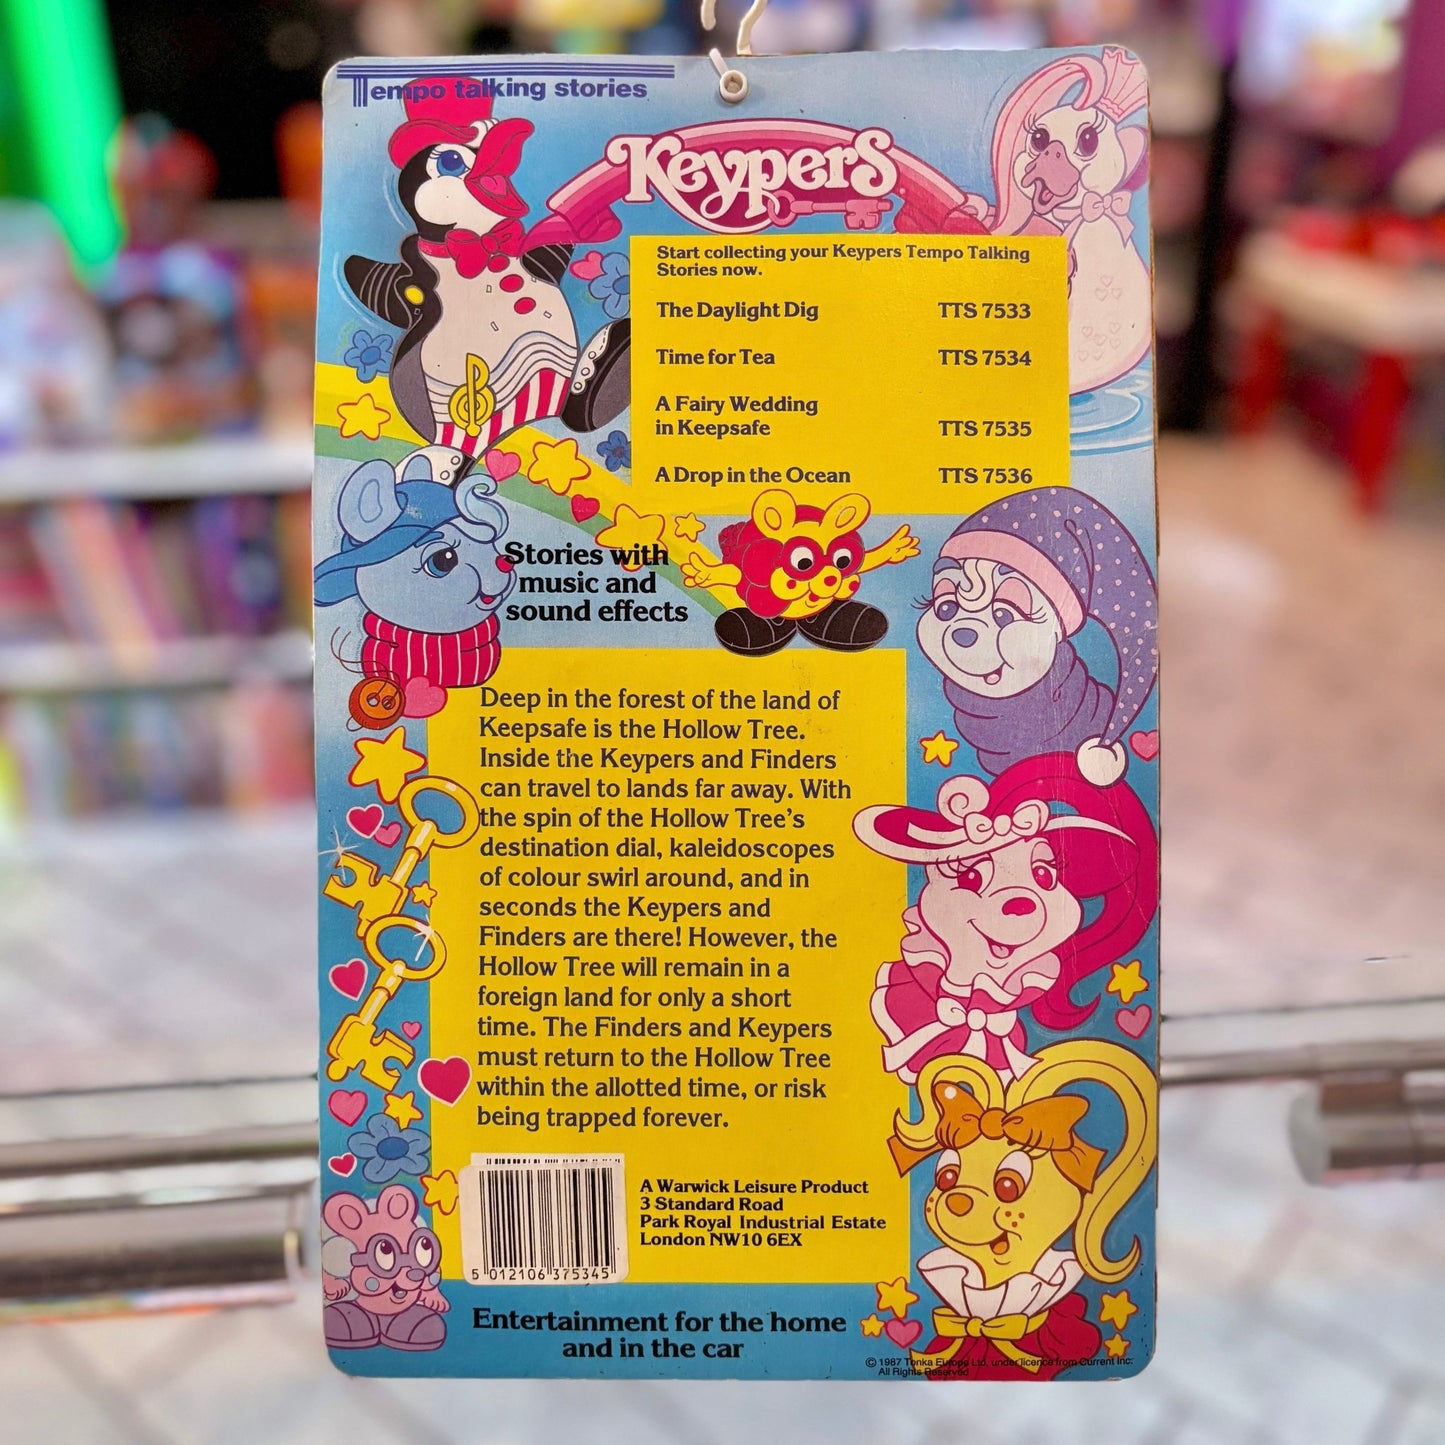 Tempo talking stories
Keypers
Start collecting your Keypers Tempo Talking
Stories now.
The Daylight Dig TTS 7533
Time for Tea TTS 7534
A Fairy Wedding
in Keepsafe TTS 7535
A Drop in the Ocean TTS 7536
Stories with
music and
sound effects
Deep in the forest of the land of
Keepsafe is the Hollow Tree.
Inside the Keypers and Finders
can travel to lands far away. With
the spin of the Hollow Tree's
destination dial, kaleidoscopes
of colour swirl around, and in
seconds the Keypers and
Finders are there! However, the
Hollow Tree will remain in a
foreign land for only a short
time. The Finders and Keypers
must return to the Hollow Tree
within the allotted time, or risk
being trapped forever.
A Warwick Leisure Product
3 Standard Road
Park Royal Industrial Estate
London NW10 6EX
5 012106 375345
Entertainment for the home
and in the car
© 1987 Tonka Europe Ltd. under licence from Current Inc.
All Rights Reserved